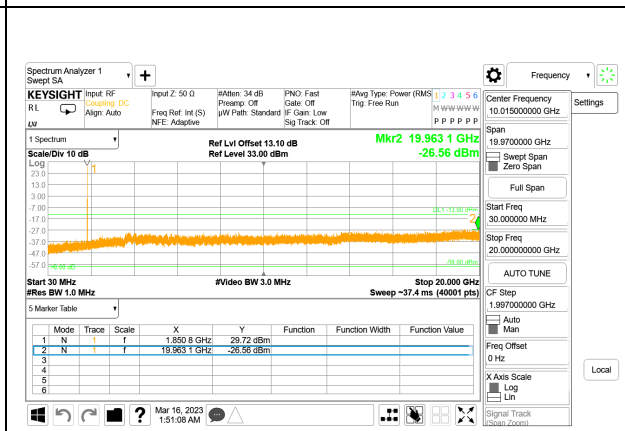 Spectrum Analyzer 1
Swept SA
Frequency
KEYSIGHT Input: RF Input Z: 50 Ω #Atten: 34 dB PNO: Fast #Avg Type: Power (RMS 1 2 3 4 5 6
RL Coupling: DC Preamp: Off Gate: Off Trig: Free Run M W W W W W
Align: Auto Freq Ref: Int (S) µW Path: Standard IF Gain: Low P P P P P P
LXI NFE: Adaptive Sig Track: Off
1 Spectrum
Scale/Div 10 dB
Ref Lvl Offset 13.10 dB
Ref Level 33.00 dBm
Mkr2 19.963 1 GHz
-26.56 dBm
Log
23.0
13.0
3.00
-7.00
-17.0
-27.0
-37.0
-47.0
-57.0
1
2
DL1 -13.00 dBm
Start 30 MHz #Video BW 3.0 MHz Stop 20.000 GHz
#Res BW 1.0 MHz Sweep ~37.4 ms (40001 pts)
5 Marker Table
Mode Trace Scale X Y Function Function Width Function Value
1 N 1 f 1.850 8 GHz 29.72 dBm
2 N 1 f 19.963 1 GHz -26.56 dBm
3
4
5
6
Mar 16, 2023
1:51:08 AM
Center Frequency
10.015000000 GHz
Settings
Span
19.9700000 GHz
Swept Span
Zero Span
Full Span
Start Freq
30.000000 MHz
Stop Freq
20.000000000 GHz
AUTO TUNE
CF Step
1.997000000 GHz
Auto
Man
Freq Offset
0 Hz
Local
X Axis Scale
Log
Lin
Signal Track
(Span Zoom)